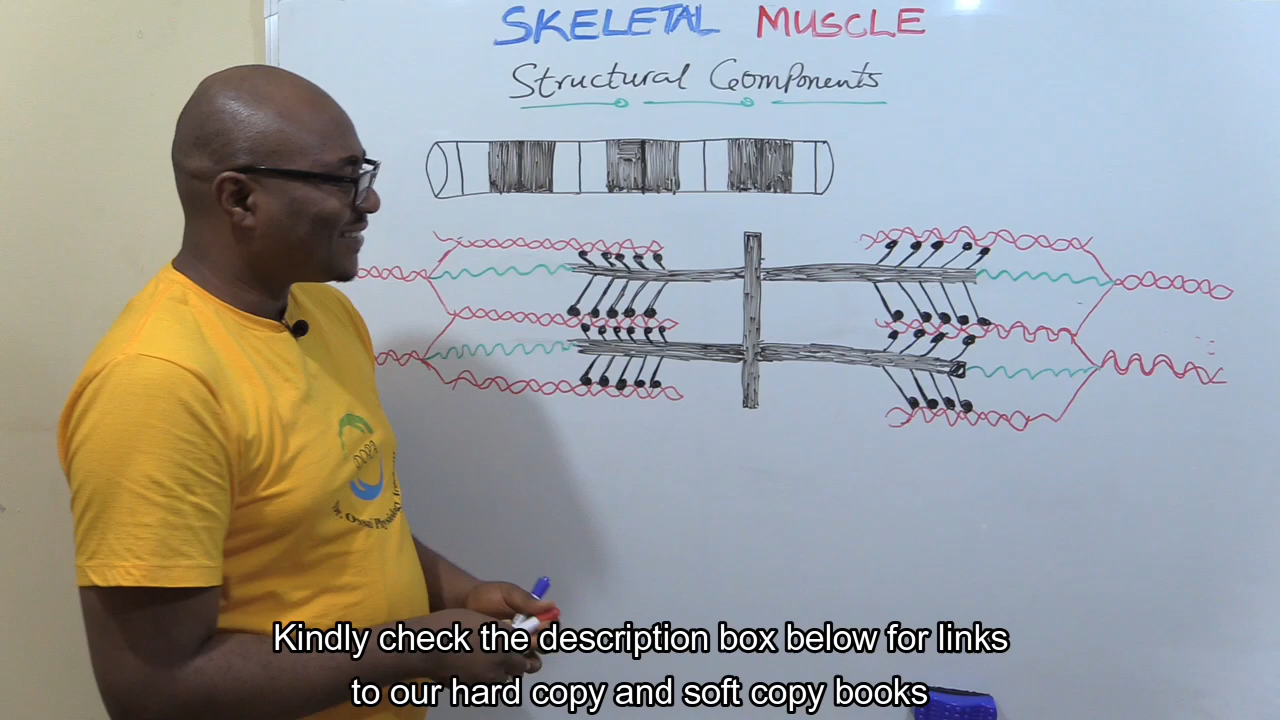 SKELETAL MUSCLE
Structural Components
Kindly check the description box below for links
to our hard copy and soft copy books